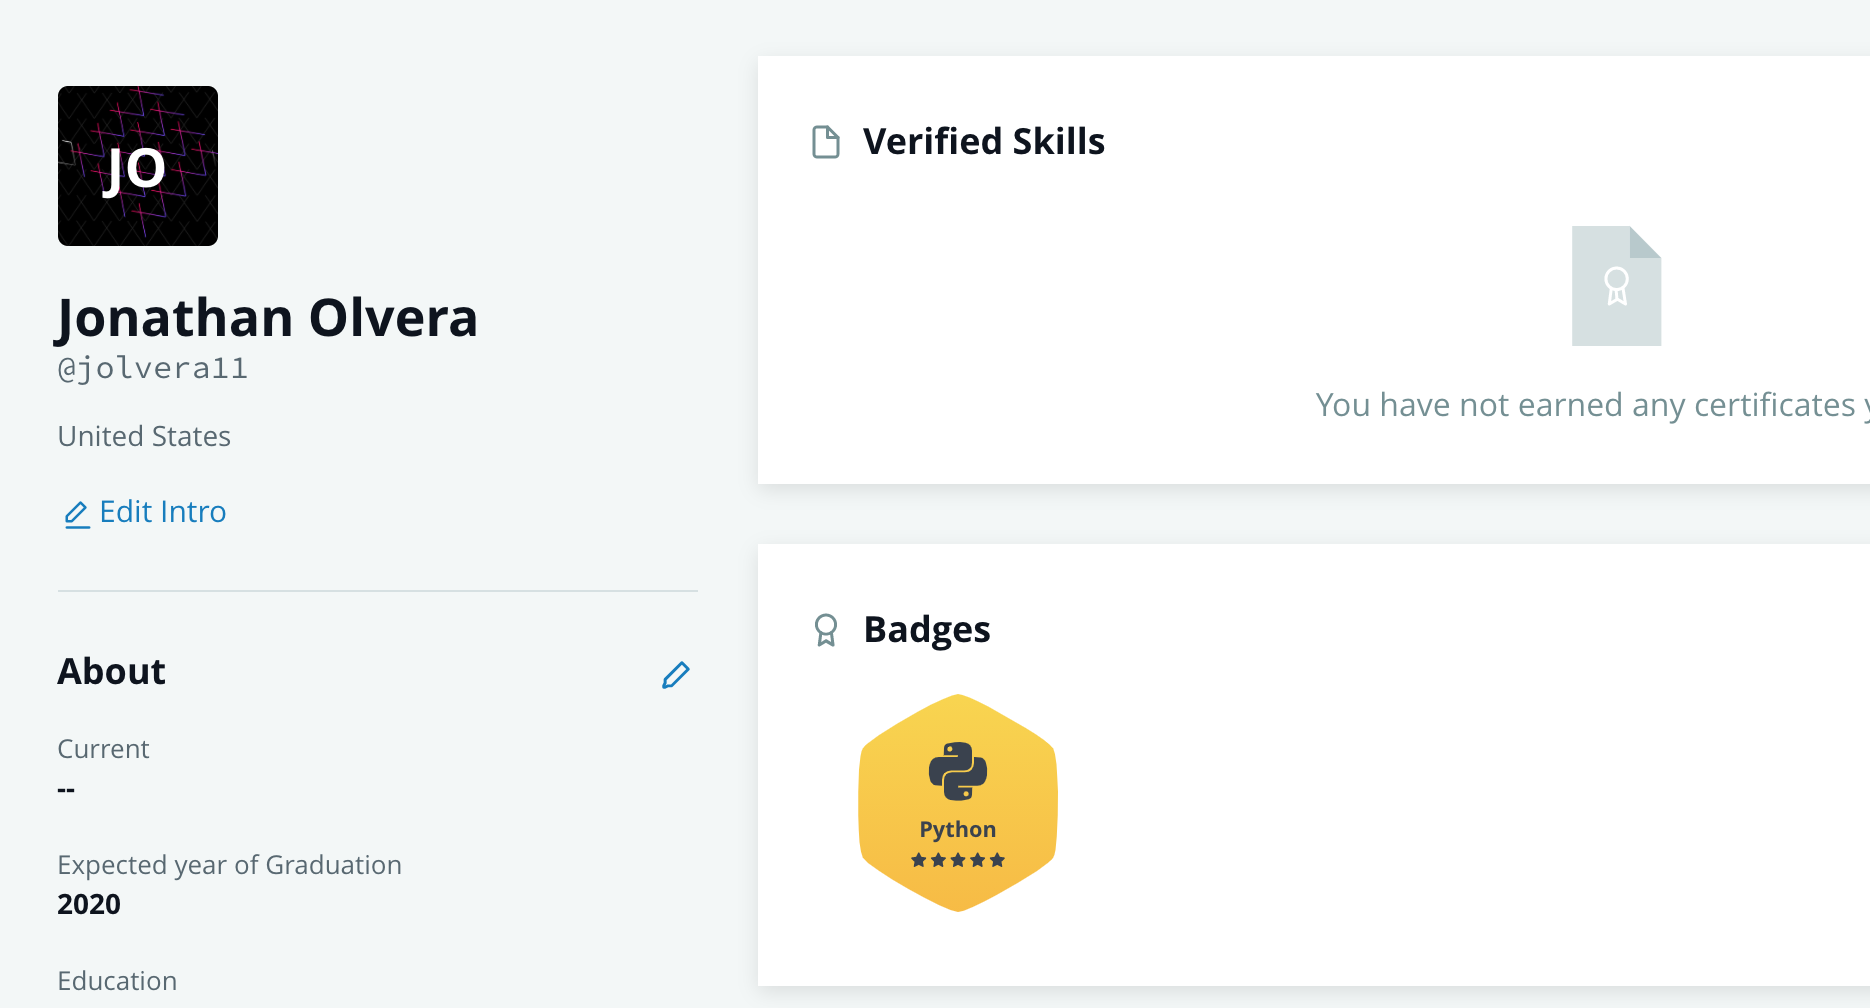 JO
Jonathan Olvera
@jolvera11
United States
Edit Intro
About
Current
--
Expected year of Graduation
2020
Education
Verified Skills
You have not earned any certificates
Badges
Python